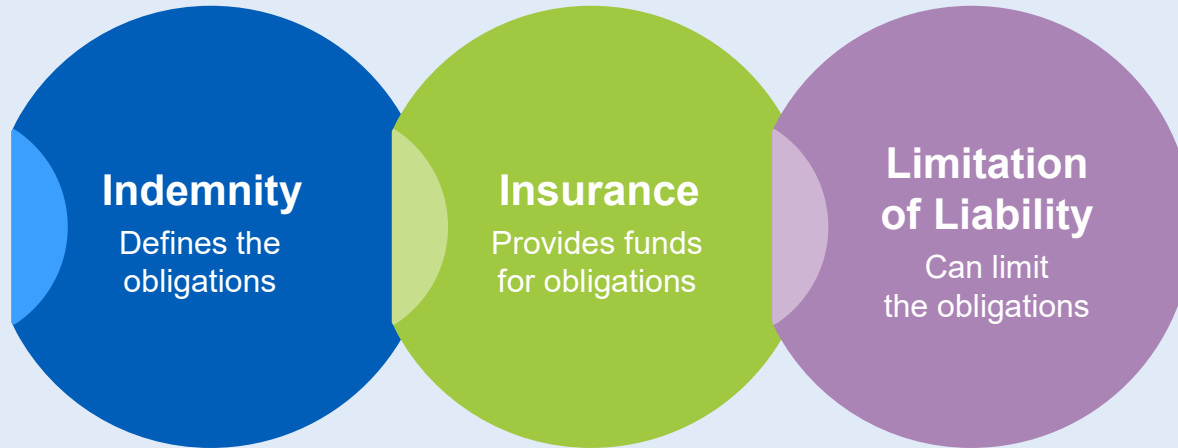 Indemnity
Defines the
obligations
Insurance
Provides funds
for obligations
Limitation
of Liability
Can limit
the obligations